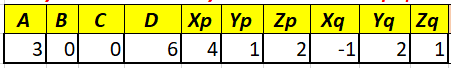 A B C D Xp Yp Zp Xq Yq Zq
3 0 0 6 4 1 2 -1 2 1